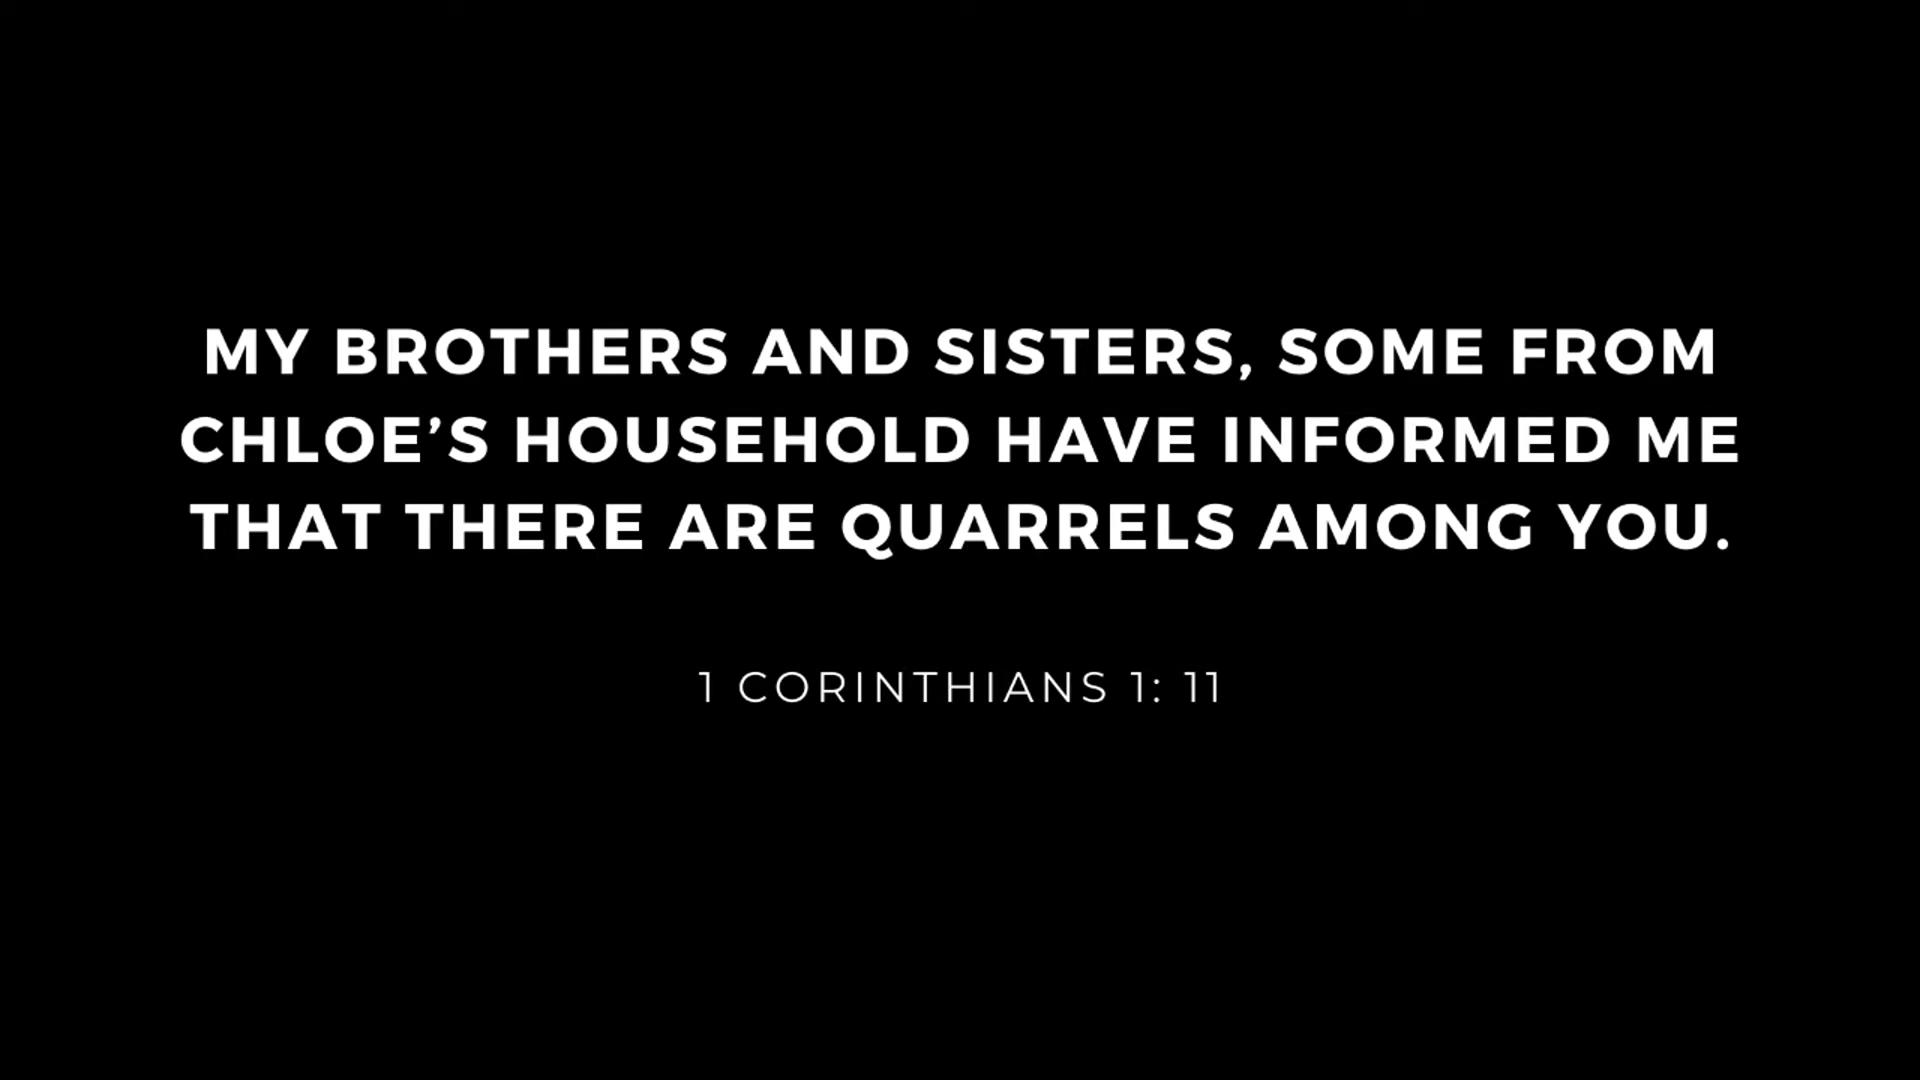 MY BROTHERS AND SISTERS, SOME FROM
CHLOE’S HOUSEHOLD HAVE INFORMED ME
THAT THERE ARE QUARRELS AMONG YOU.
1 CORINTHIANS 1: 11